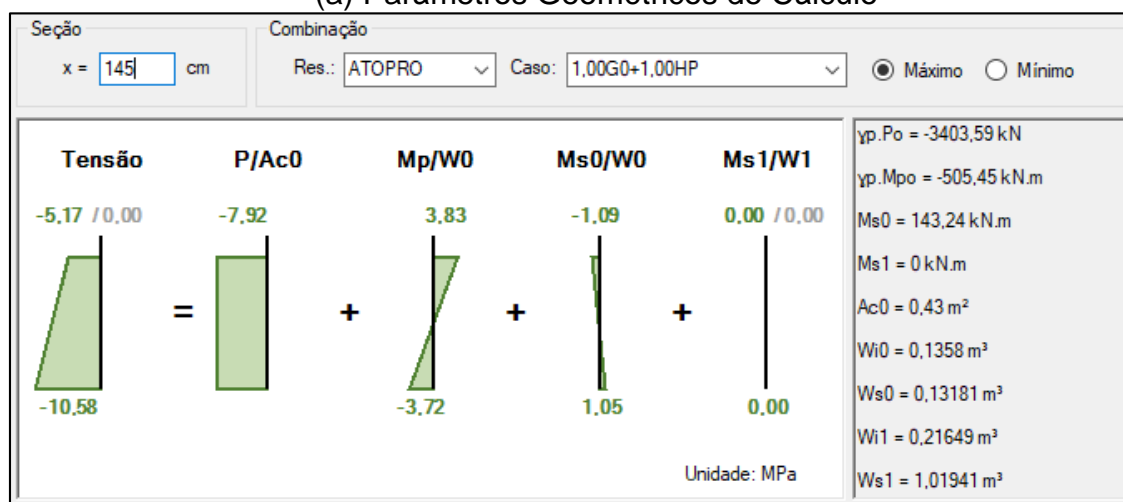 (a) Parâmetros Geométricos de Cálculo
Seção
x = 145 cm
Combinação
Res.: ATOPRO Caso: 1,00G0+1,00HP Máximo Mínimo
Tensão P/Ac0 Mp/W0 Ms0/W0 Ms1/W1
-5,17 / 0,00 -7,92 3,83 -1,09 0,00 / 0,00
= + + +
-10,58 -3,72 1,05 0,00
Unidade: MPa
γp.Po = -3403,59 kN
γp.Mpo = -505,45 kN.m
Ms0 = 143,24 kN.m
Ms1 = 0 kN.m
Ac0 = 0,43 m²
Wi0 = 0,1358 m³
Ws0 = 0,13181 m³
Wi1 = 0,21649 m³
Ws1 = 1,01941 m³